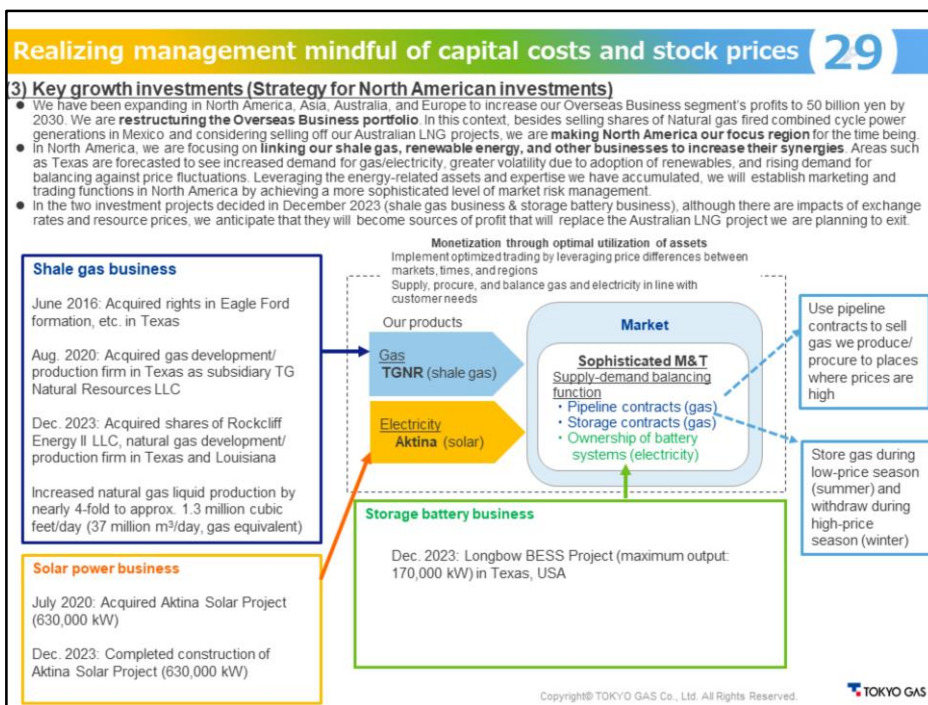 Realizing management mindful of capital costs and stock prices 29
(3) Key growth investments (Strategy for North American investments)
● We have been expanding in North America, Asia, Australia, and Europe to increase our Overseas Business segment's profits to 50 billion yen by
2030. We are restructuring the Overseas Business portfolio. In this context, besides selling shares of Natural gas fired combined cycle power
generations in Mexico and considering selling off our Australian LNG projects, we are making North America our focus region for the time being.
● In North America, we are focusing on linking our shale gas, renewable energy, and other businesses to increase their synergies. Areas such
as Texas are forecasted to see increased demand for gas/electricity, greater volatility due to adoption of renewables, and rising demand for
balancing against price fluctuations. Leveraging the energy-related assets and expertise we have accumulated, we will establish marketing and
trading functions in North America by achieving a more sophisticated level of market risk management.
● In the two investment projects decided in December 2023 (shale gas business & storage battery business), although there are impacts of exchange
rates and resource prices, we anticipate that they will become sources of profit that will replace the Australian LNG project we are planning to exit.
Monetization through optimal utilization of assets
Implement optimized trading by leveraging price differences between
markets, times, and regions
Supply, procure, and balance gas and electricity in line with
customer needs
Shale gas business
June 2016: Acquired rights in Eagle Ford
formation, etc. in Texas
Aug. 2020: Acquired gas development/
production firm in Texas as subsidiary TG
Natural Resources LLC
Dec. 2023: Acquired shares of Rockcliff
Energy II LLC, natural gas development/
production firm in Texas and Louisiana
Increased natural gas liquid production by
nearly 4-fold to approx. 1.3 million cubic
feet/day (37 million m³/day, gas equivalent)
Our products
Gas
TGNR (shale gas)
Electricity
Aktina (solar)
Market
Sophisticated M&T
Supply-demand balancing
function
• Pipeline contracts (gas)
• Storage contracts (gas)
• Ownership of battery
systems (electricity)
Use pipeline
contracts to sell
gas we produce/
procure to places
where prices are
high
Store gas during
low-price season
(summer) and
withdraw during
high-price
season (winter)
Solar power business
July 2020: Acquired Aktina Solar Project
(630,000 kW)
Dec. 2023: Completed construction of
Aktina Solar Project (630,000 kW)
Storage battery business
Dec. 2023: Longbow BESS Project (maximum output:
170,000 kW) in Texas, USA
Copyright© TOKYO GAS Co., Ltd. All Rights Reserved.
TOKYO GAS